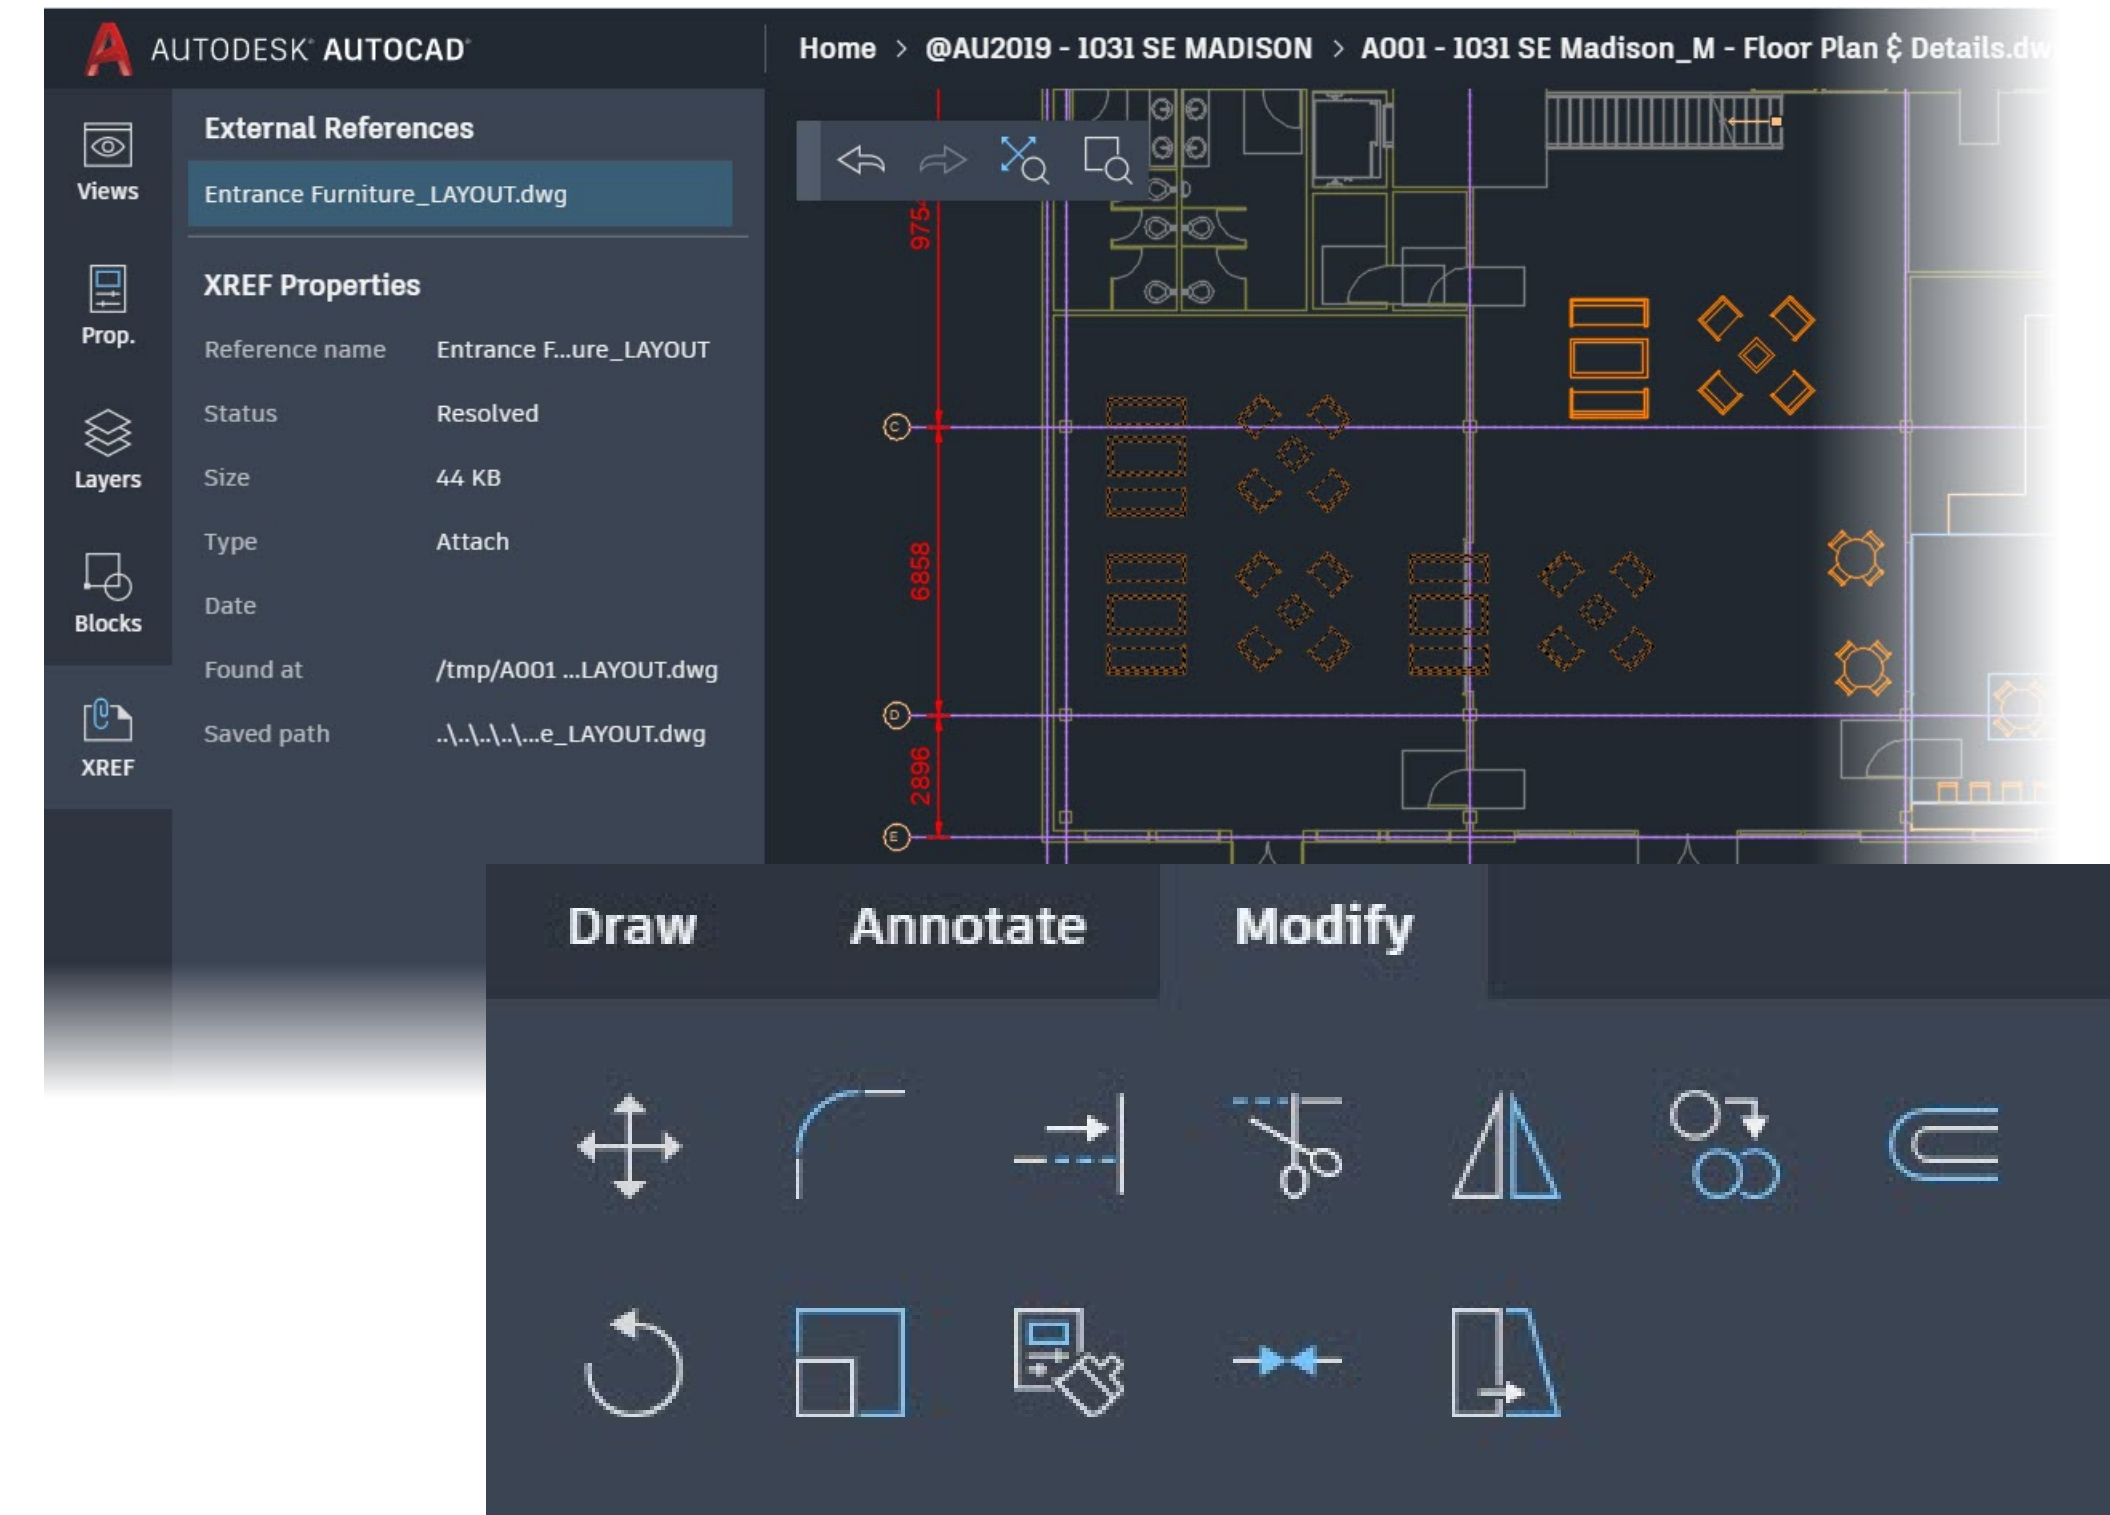 AUTODESK® AUTOCAD®
Home > @AU2019 - 1031 SE MADISON > A001 - 1031 SE Madison_M - Floor Plan & Details.dw
Views
Prop.
Layers
Blocks
XREF
External References
Entrance Furniture_LAYOUT.dwg
XREF Properties
Reference name Entrance F...ure_LAYOUT
Status Resolved
Size 44 KB
Type Attach
Date
Found at /tmp/A001 ...LAYOUT.dwg
Saved path ..\..\..\..\...e_LAYOUT.dwg
975
C
6858
D
2896
E
Draw Annotate Modify